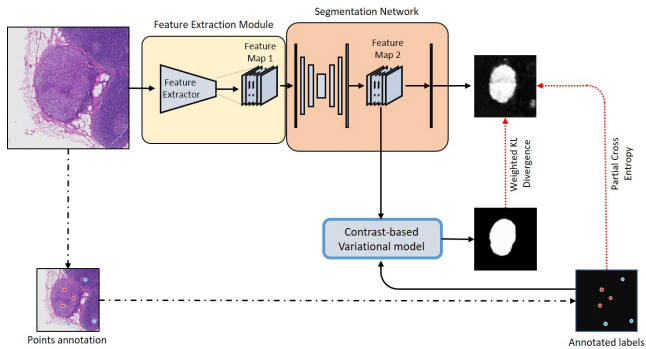 Segmentation Network
Feature Extraction Module
Feature
Map 1
Feature
Map 2
Feature
Extractor
Weighted KL
Divergence
Partial Cross
Entropy
Contrast-based
Variational model
Points annotation
Annotated labels